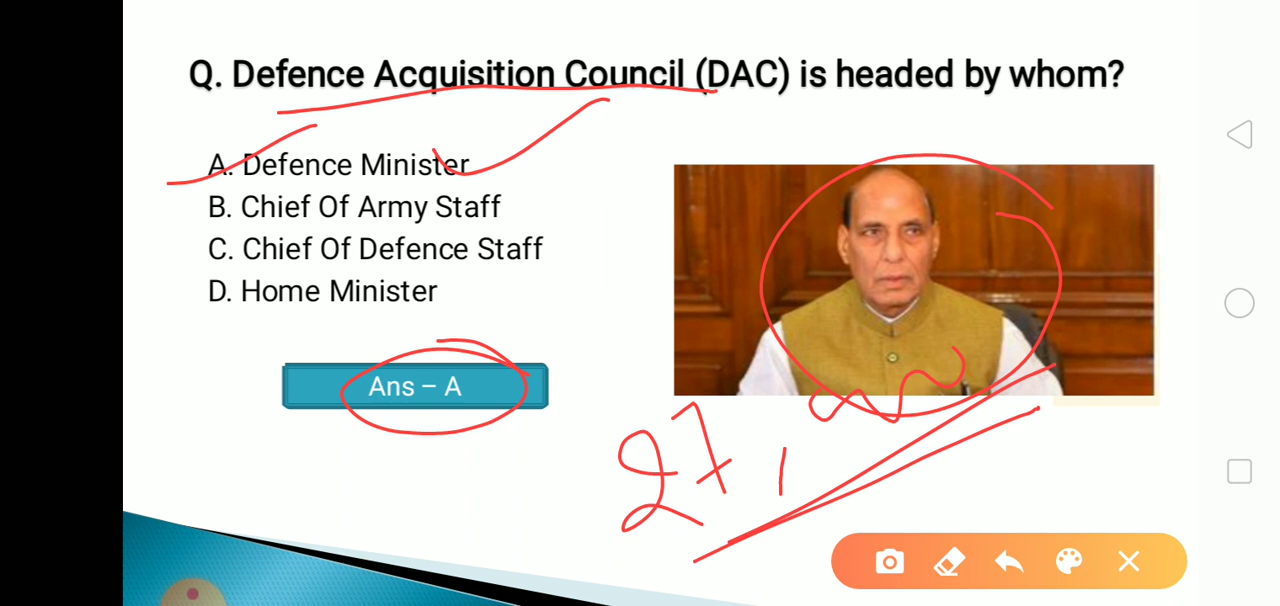 Q. Defence Acquisition Council (DAC) is headed by whom?
A. Defence Minister
B. Chief Of Army Staff
C. Chief Of Defence Staff
D. Home Minister
Ans – A
27,